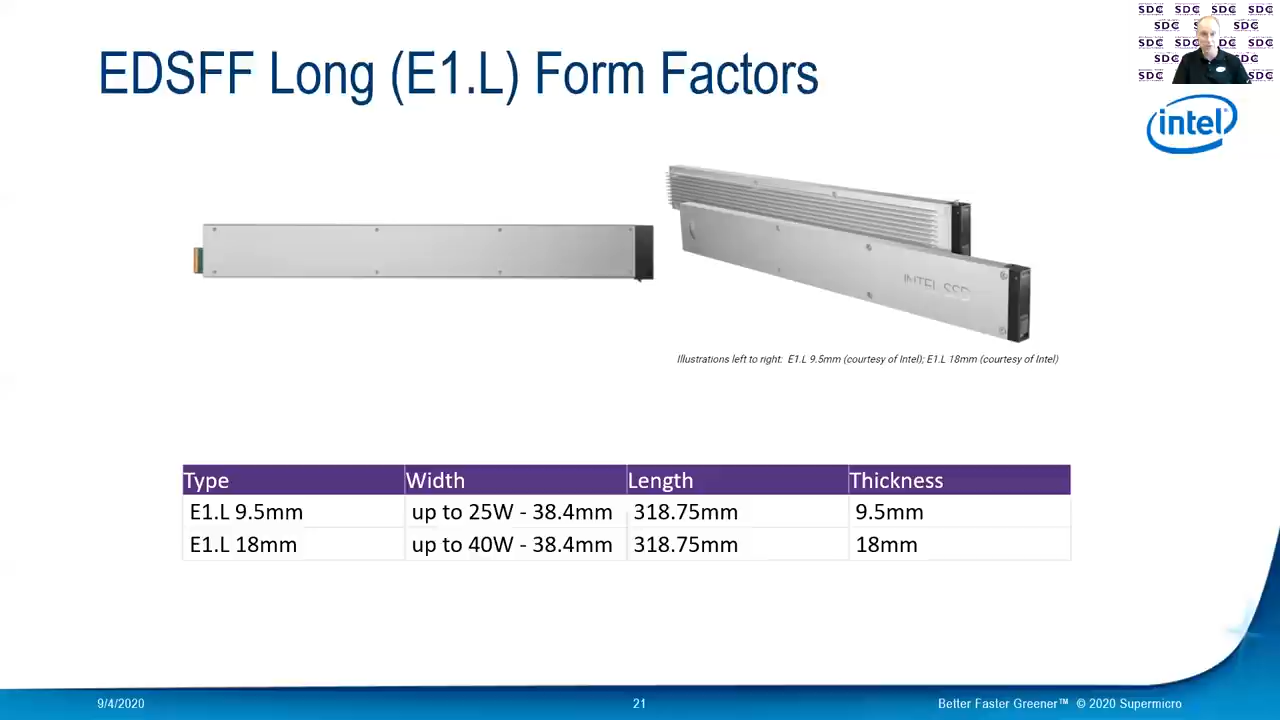 SDC SDC SDC SDC
SDC SDC
SDC SDC SDC
SDC SDC
SDC SDC
EDSFF Long (E1.L) Form Factors
intel
INTEL SSD
Illustrations left to right: E1.L 9.5mm (courtesy of Intel); E1.L 18mm (courtesy of Intel)
Type Width Length Thickness
E1.L 9.5mm up to 25W - 38.4mm 318.75mm 9.5mm
E1.L 18mm up to 40W - 38.4mm 318.75mm 18mm
9/4/2020 21 Better Faster Greener™ © 2020 Supermicro